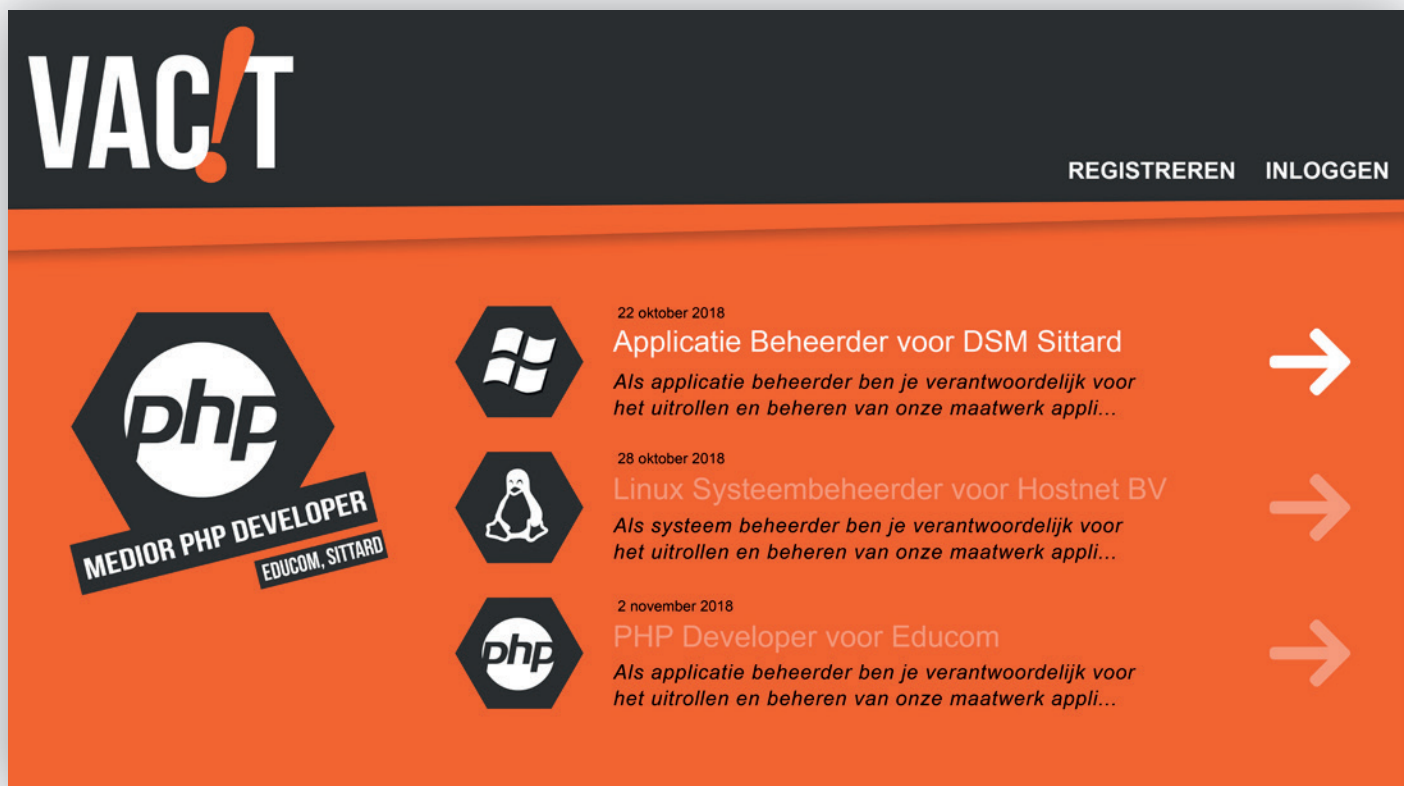 VAC!T
REGISTREREN INLOGGEN
php
MEDIOR PHP DEVELOPER
EDUCOM, SITTARD
22 oktober 2018
Applicatie Beheerder voor DSM Sittard
Als applicatie beheerder ben je verantwoordelijk voor
het uitrollen en beheren van onze maatwerk appli...
28 oktober 2018
Linux Systeembeheerder voor Hostnet BV
Als systeem beheerder ben je verantwoordelijk voor
het uitrollen en beheren van onze maatwerk appli...
php
2 november 2018
PHP Developer voor Educom
Als applicatie beheerder ben je verantwoordelijk voor
het uitrollen en beheren van onze maatwerk appli...